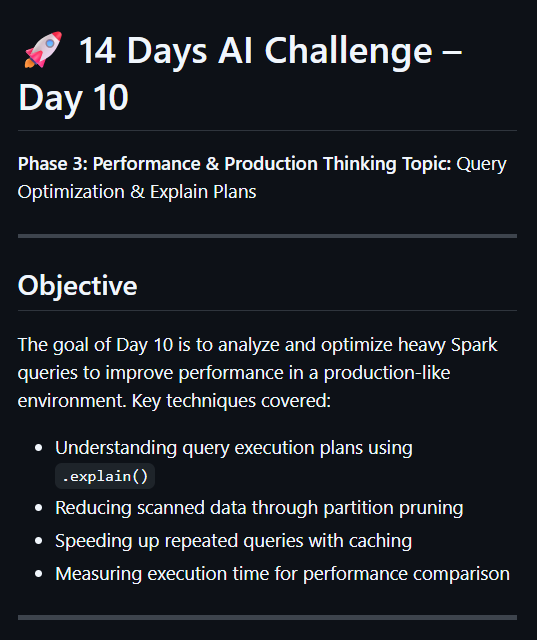 🚀 14 Days AI Challenge –
Day 10
Phase 3: Performance & Production Thinking Topic: Query
Optimization & Explain Plans
Objective
The goal of Day 10 is to analyze and optimize heavy Spark
queries to improve performance in a production-like
environment. Key techniques covered:
• Understanding query execution plans using
.explain()
• Reducing scanned data through partition pruning
• Speeding up repeated queries with caching
• Measuring execution time for performance comparison